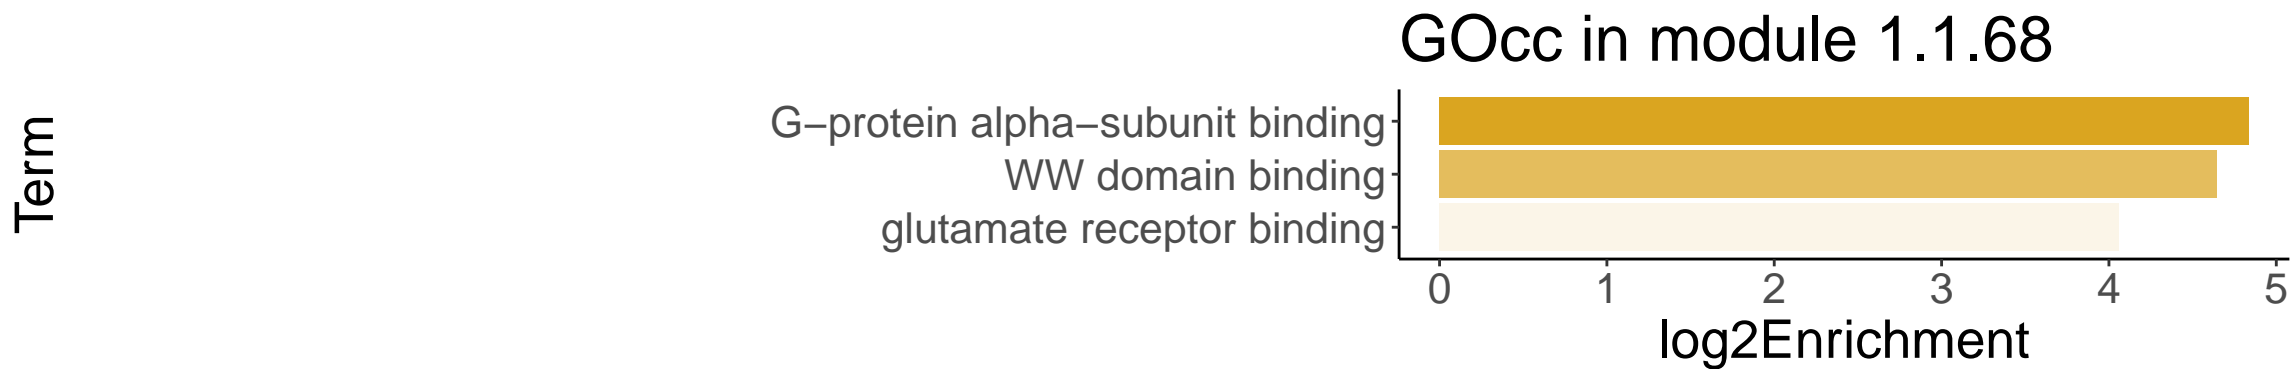 GOcc in module 1.1.68
Term
G−protein alpha−subunit binding
WW domain binding
glutamate receptor binding
0 1 2 3 4 5
log2Enrichment